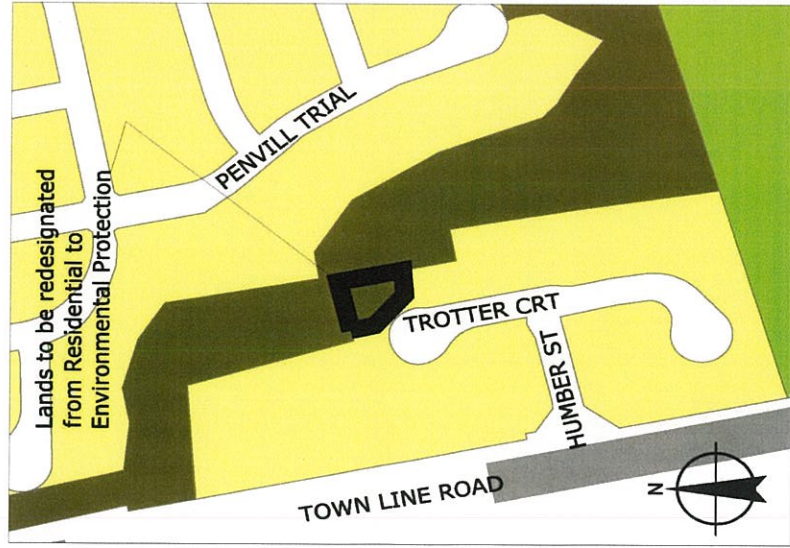 Lands to be redesignated
from Residential to
Environmental Protection
PENVILL TRIAL
TROTTER CRT
HUMBER ST
TOWN LINE ROAD
N